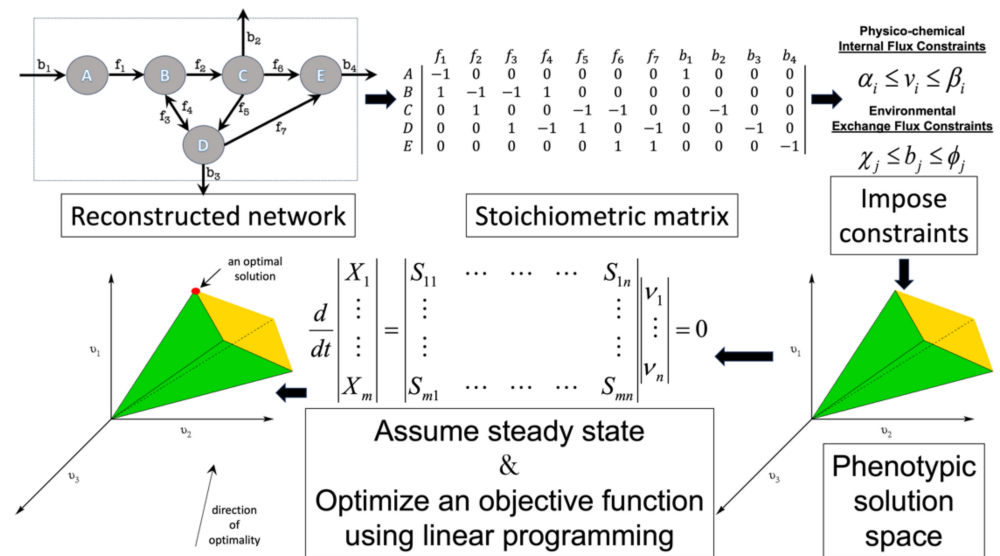 b₁
A
f₁
B
f₂
C
f₆
E
b₄
b₂
f₃
f₄
f₅
f₇
D
b₃
Reconstructed network
f₁ f₂ f₃ f₄ f₅ f₆ f₇ b₁ b₂ b₃ b₄
A −1 0 0 0 0 0 0 1 0 0 0
B 1 −1 −1 1 0 0 0 0 0 0 0
C 0 1 0 0 −1 −1 0 0 −1 0 0
D 0 0 1 −1 1 0 −1 0 0 −1 0
E 0 0 0 0 0 1 1 0 0 0 −1
Stoichiometric matrix
Physico-chemical
Internal Flux Constraints
αᵢ ≤ vᵢ ≤ βᵢ
Environmental
Exchange Flux Constraints
χⱼ ≤ bⱼ ≤ ϕⱼ
Impose
constraints
υ₁
υ₂
υ₃
Phenotypic
solution
space
d/dt |X₁ ⋮ ⋮ Xₘ| = |S₁₁ ⋯ ⋯ ⋯ S₁ₙ ⋮ ⋮ ⋮ ⋮ Sₘ₁ ⋯ ⋯ ⋯ Sₘₙ| |ν₁ ⋮ νₙ| = 0
Assume steady state
&
Optimize an objective function
using linear programming
an optimal
solution
υ₁
υ₂
υ₃
direction
of
optimality